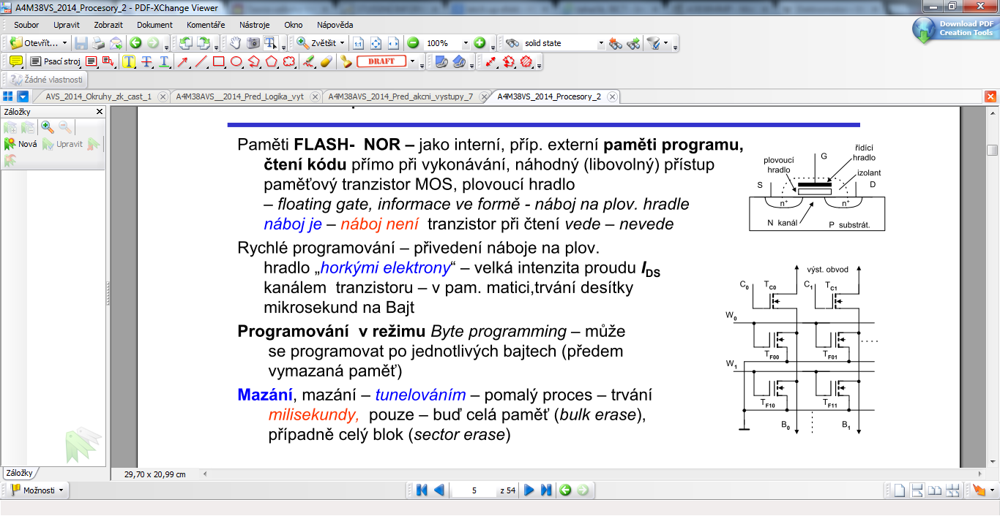 A4M38VS_2014_Procesory_2 - PDF-XChange Viewer
Soubor Upravit Zobrazit Dokument Komentáře Nástroje Okno Nápověda
Download PDF
Creation Tools
Otevřít... Zvětšit 1:1 100% solid state
Psací stroj T T T DRAFT
Žádné vlastnosti
AVS_2014_Okruhy_zk_cast_1 A4M38AVS__2014_Pred_Logika_vyt A4M38AVS_2014_Pred_akcni_vystupy_7 A4M38VS_2014_Procesory_2
Záložky
Nová Upravit
Paměti FLASH- NOR – jako interní, příp. externí paměti programu,
čtení kódu přímo při vykonávání, náhodný (libovolný) přístup
paměťový tranzistor MOS, plovoucí hradlo
– floating gate, informace ve formě - náboj na plov. hradle
náboj je – náboj není tranzistor při čtení vede – nevede
Rychlé programování – přivedení náboje na plov.
hradlo „horkými elektrony“ – velká intenzita proudu IDS
kanálem tranzistoru – v pam. matici,trvání desítky
mikrosekund na Bajt
Programování v režimu Byte programming – může
se programovat po jednotlivých bajtech (předem
vymazaná paměť)
Mazání, mazání – tunelováním – pomalý proces – trvání
milisekundy, pouze – buď celá paměť (bulk erase),
případně celý blok (sector erase)
plovoucí
hradlo
G
řídící
hradlo
izolant
S
D
n+
n+
N kanál
P substrát.
výst. obvod
C0 TC0 C1 TC1
W0
TF00 TF01
W1
TF10 TF11
B0 B1
Záložky
29,70 x 20,99 cm
Možnosti
5 z 54